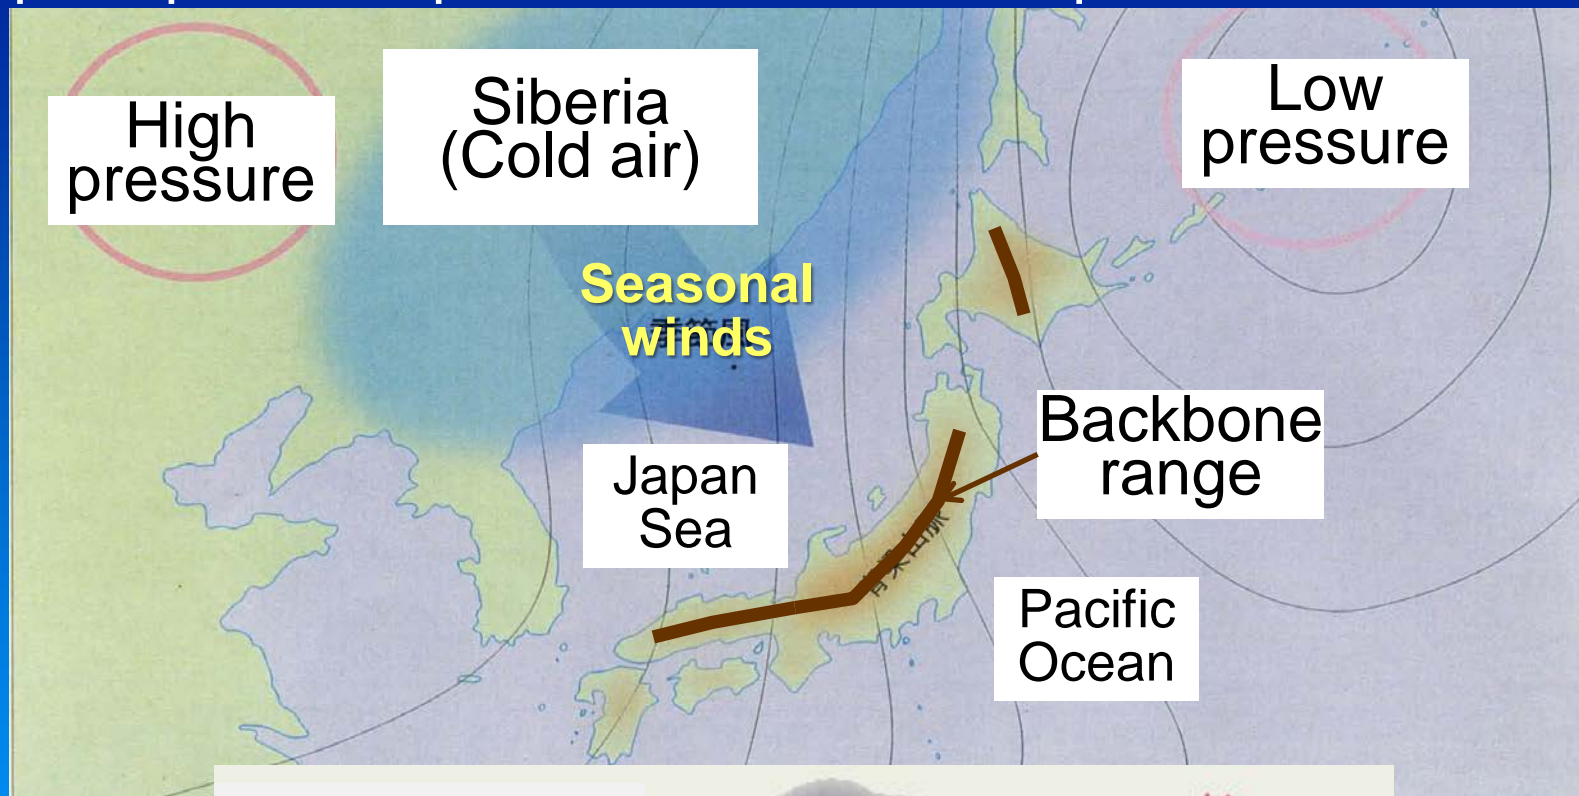 High
pressure
Siberia
(Cold air)
Low
pressure
Seasonal
winds
Backbone
range
Japan
Sea
Pacific
Ocean